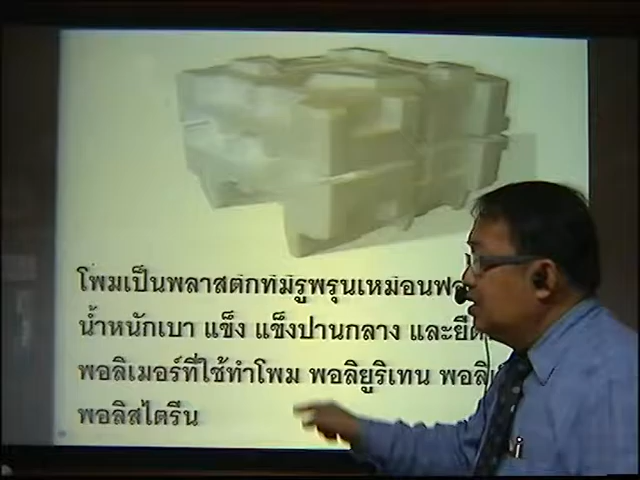 โฟมเป็นพลาสติกที่มีรูพรุนเหมือน
น้ำหนักเบา แข็ง แข็งปานกลาง และ
พอลิเมอร์ที่ใช้ทำโฟม พอลิยูริเทน
พอลิสไตรีน